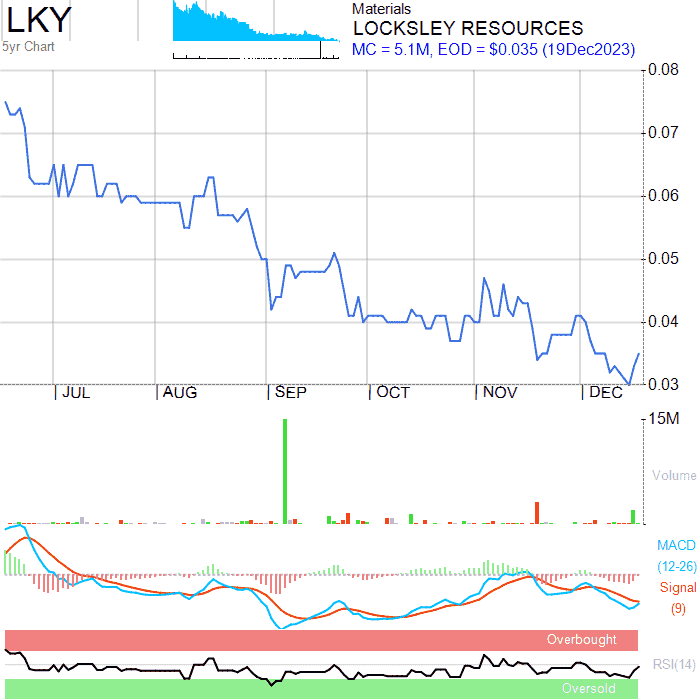 LKY
5yr Chart
Materials
LOCKSLEY RESOURCES
MC = 5.1M, EOD = $0.035 (19Dec2023)
0.08
0.07
0.06
0.05
0.04
0.03
JUL AUG SEP OCT NOV DEC
15M
Volume
MACD
(12-26)
Signal
(9)
Overbought
RSI(14)
Oversold